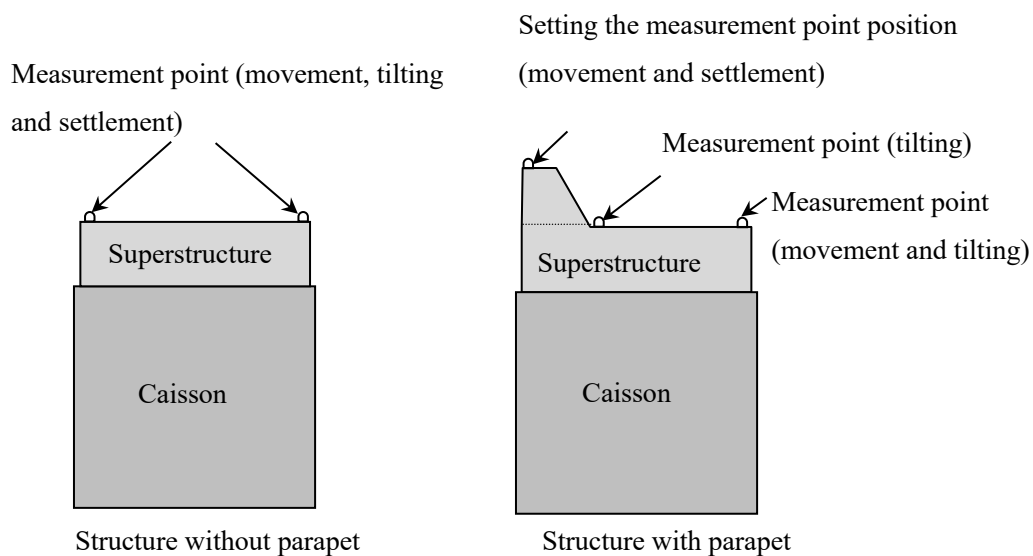 Setting the measurement point position
(movement and settlement)
Measurement point (movement, tilting
and settlement)
Measurement point (tilting)
Measurement point
(movement and tilting)
Superstructure
Superstructure
Caisson
Caisson
Structure without parapet
Structure with parapet